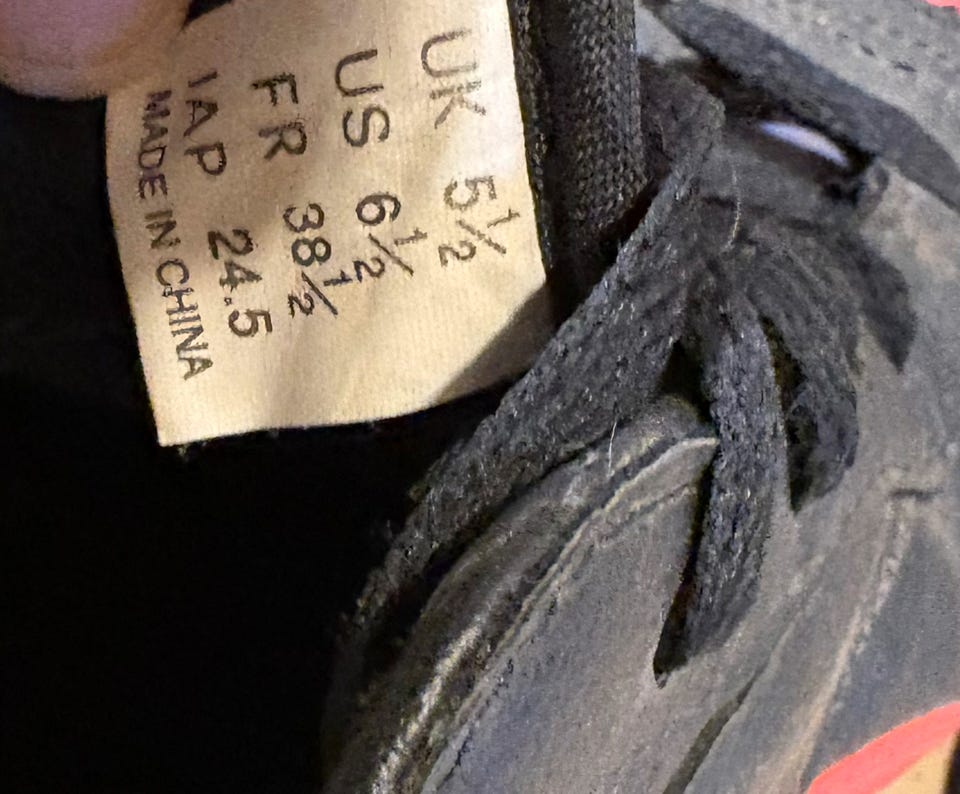 UK 5½
US 6½
FR 38½
JAP 24.5
MADE IN CHINA